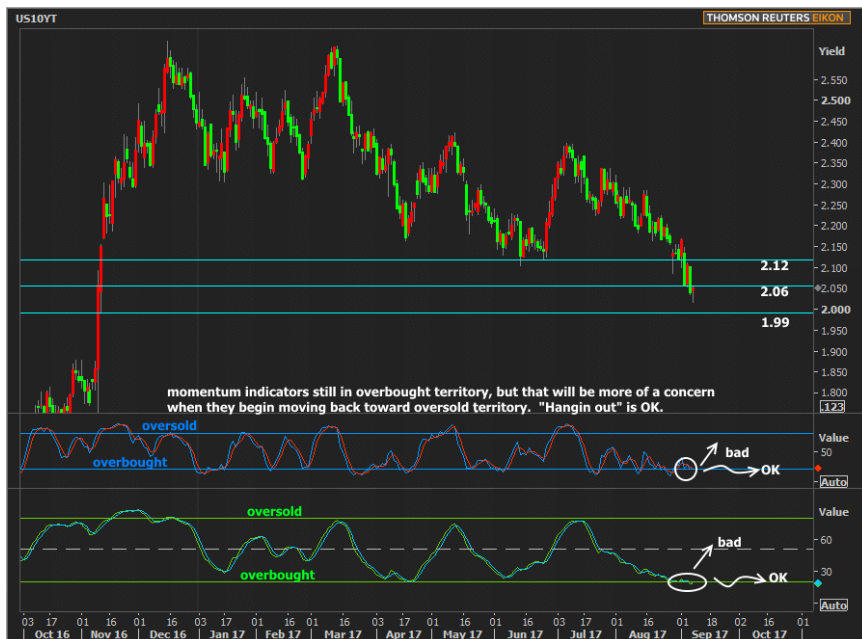 US10YT
THOMSON REUTERS EIKON
Yield
2.550
2.500
2.450
2.400
2.350
2.300
2.250
2.200
2.150
2.12
2.100
2.06
2.050
2.000
1.99
1.950
1.900
1.850
1.800
momentum indicators still in overbought territory, but that will be more of a concern
when they begin moving back toward oversold territory. "Hangin out" is OK.
.123
oversold
Value
50
bad
overbought
OK
Auto
oversold
Value
60
bad
30
overbought
OK
Auto
03 17 01 16 01 16 03 17 01 16 01 16 03 17 01 16 01 16 03 17 01 16 01 18 02 16 01
Oct 16 Nov 16 Dec 16 Jan 17 Feb 17 Mar 17 Apr 17 May 17 Jun 17 Jul 17 Aug 17 Sep 17 Oct 17